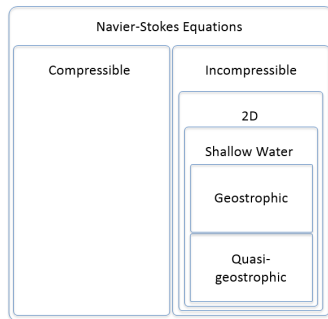 Navier-Stokes Equations
Compressible
Incompressible
2D
Shallow Water
Geostrophic
Quasi-
geostrophic